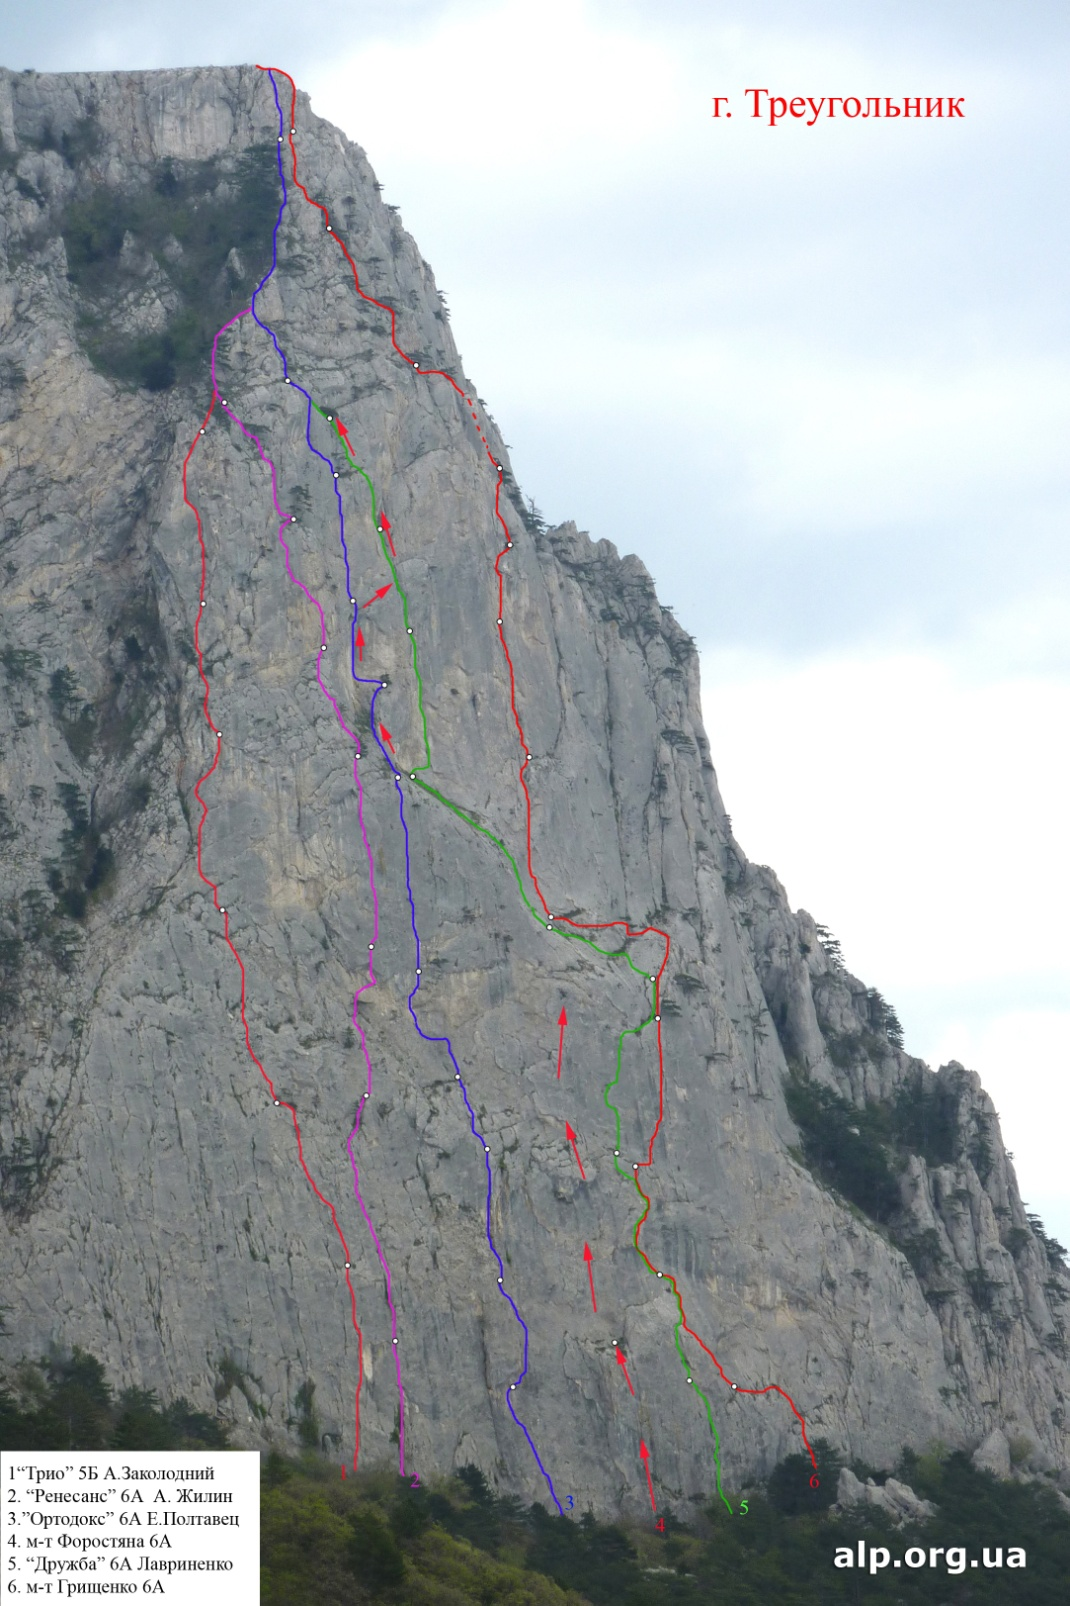 г. Треугольник
1 2 3 4 5 6
1“Трио” 5Б А.Заколодний
2. “Ренесанс” 6А А. Жилин
3.”Ортодокс” 6А Е.Полтавец
4. м-т Форостяна 6А
5. “Дружба” 6А Лавриненко
6. м-т Грищенко 6А
alp.org.ua